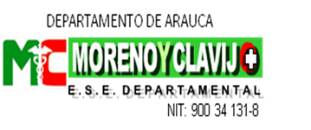 DEPARTAMENTO DE ARAUCA
MC MORENO Y CLAVIJO
E.S.E. DEPARTAMENTAL
NIT: 900 34 131-8